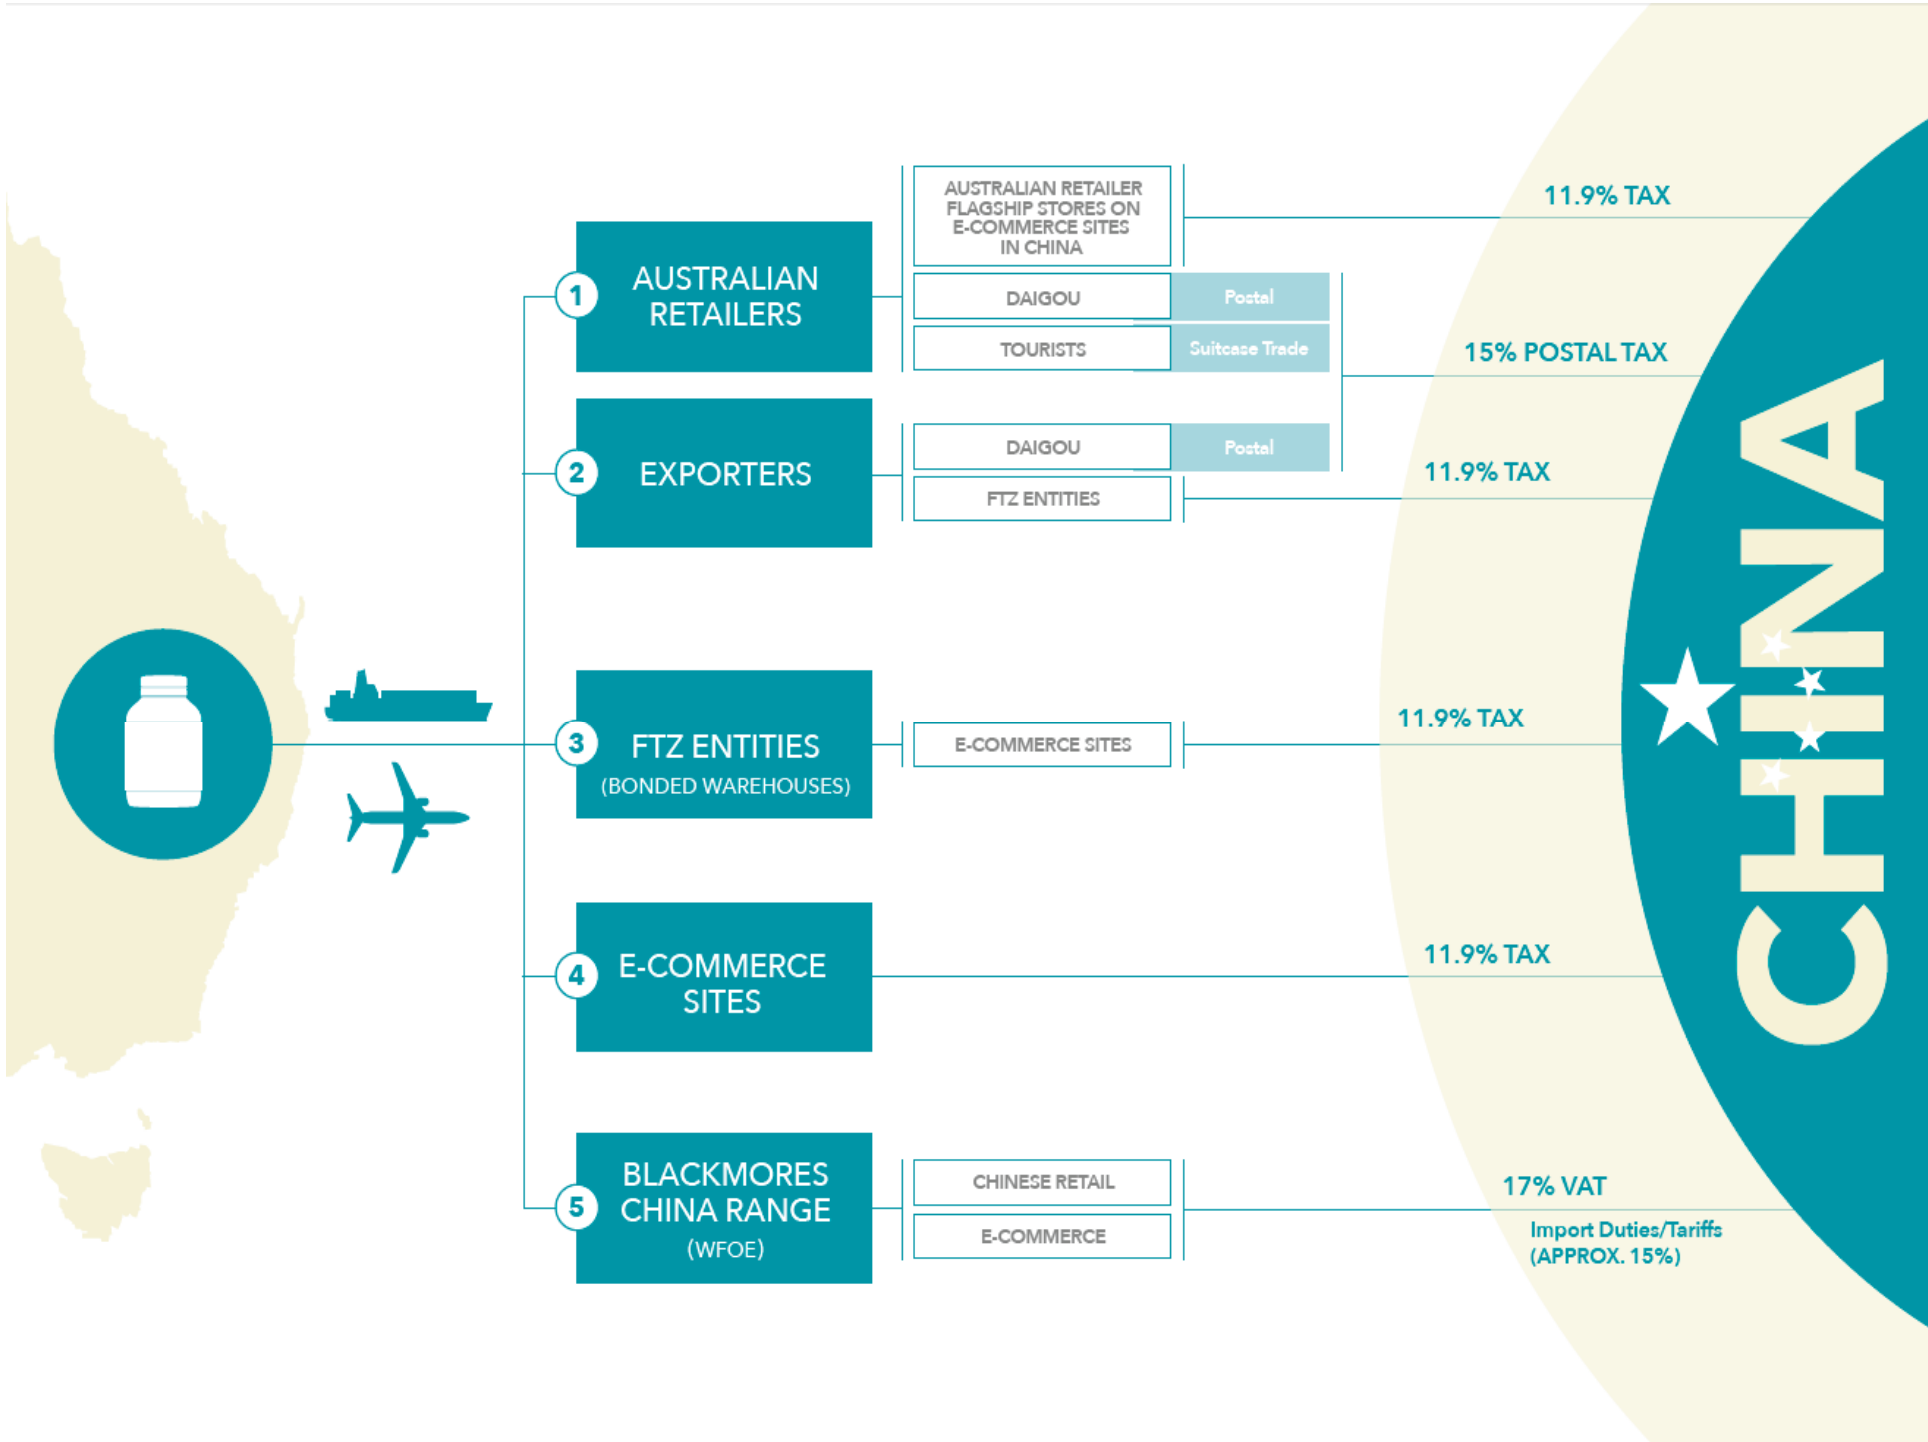 1
AUSTRALIAN
RETAILERS
AUSTRALIAN RETAILER
FLAGSHIP STORES ON
E-COMMERCE SITES
IN CHINA
11.9% TAX
DAIGOU
Postal
TOURISTS
Suitcase Trade
15% POSTAL TAX
2
EXPORTERS
DAIGOU
Postal
FTZ ENTITIES
11.9% TAX
3
FTZ ENTITIES
(BONDED WAREHOUSES)
E-COMMERCE SITES
11.9% TAX
4
E-COMMERCE
SITES
11.9% TAX
5
BLACKMORES
CHINA RANGE
(WFOE)
CHINESE RETAIL
E-COMMERCE
17% VAT
Import Duties/Tariffs
(APPROX. 15%)
CHINA